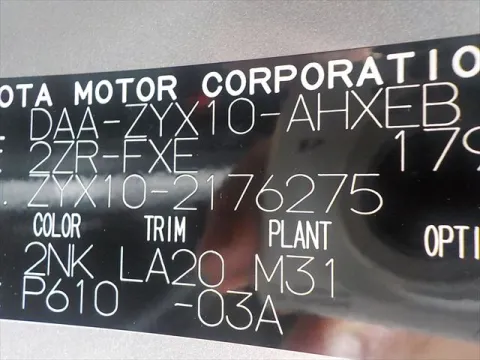 OTA MOTOR CORPORATIO
DAA-ZYX10-AHXEB
2ZR-FXE 179
ZYX10-2176275
COLOR TRIM PLANT OPTI
2NK LA20 M31
P610 -03A